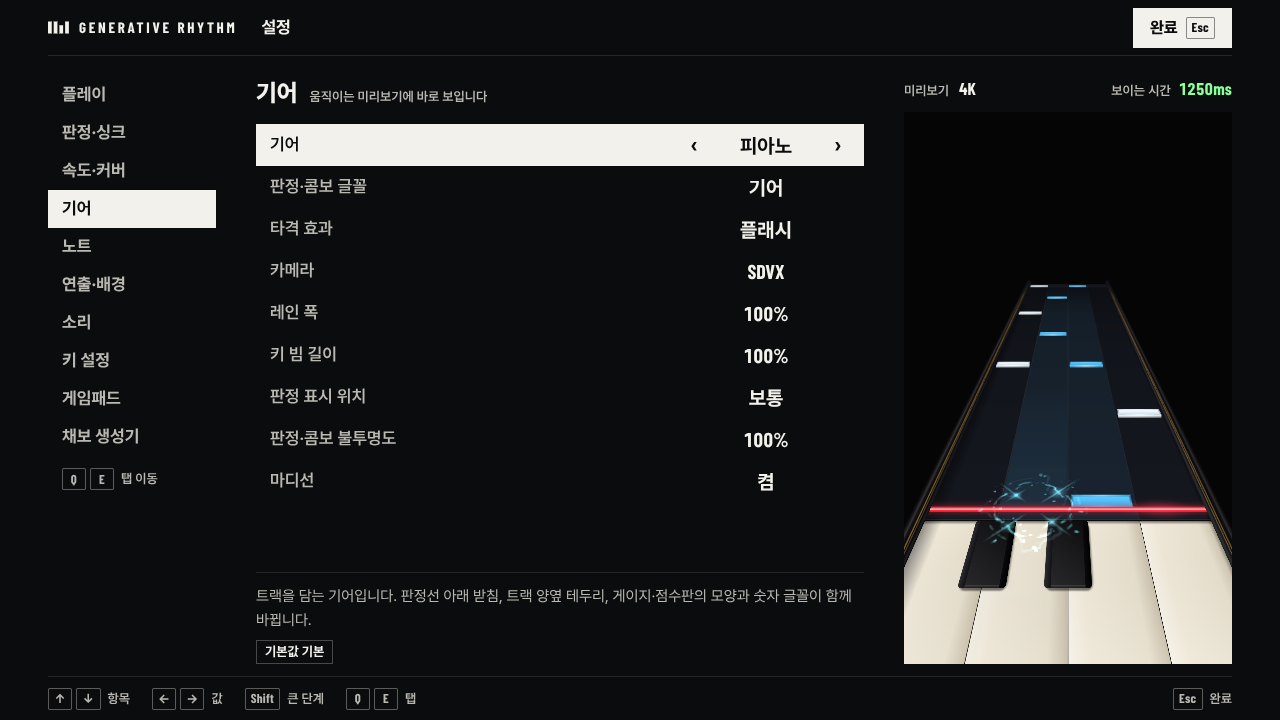 GENERATIVE RHYTHM 설정 완료 Esc
플레이
판정·싱크
속도·커버
기어
노트
연출·배경
소리
키 설정
게임패드
채보 생성기
Q E 탭 이동
기어 움직이는 미리보기에 바로 보입니다
기어 ‹ 피아노 ›
판정·콤보 글꼴 기어
타격 효과 플래시
카메라 SDVX
레인 폭 100%
키 빔 길이 100%
판정 표시 위치 보통
판정·콤보 불투명도 100%
마디선 켬
트랙을 담는 기어입니다. 판정선 아래 받침, 트랙 양옆 테두리, 게이지·점수판의 모양과 숫자 글꼴이 함께
바뀝니다.
기본값 기본
미리보기 4K 보이는 시간 1250ms
↑ ↓ 항목 ← → 값 Shift 큰 단계 Q E 탭 Esc 완료